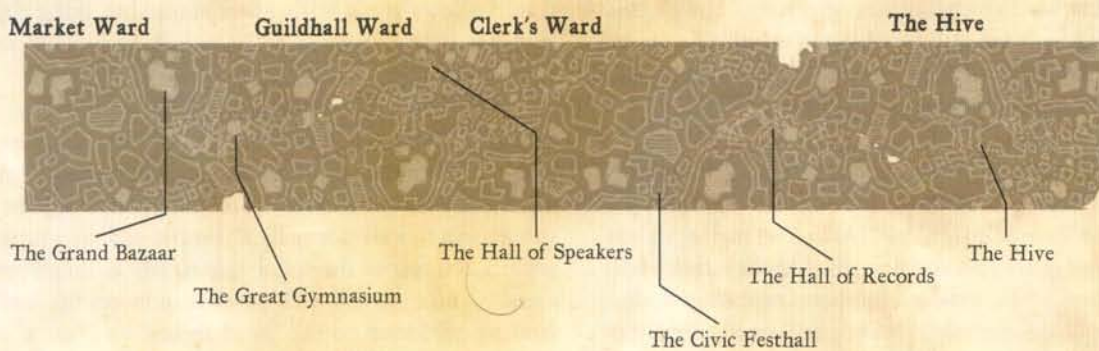 Market Ward
Guildhall Ward
Clerk's Ward
The Hive
The Grand Bazaar
The Great Gymnasium
The Hall of Speakers
The Civic Festhall
The Hall of Records
The Hive